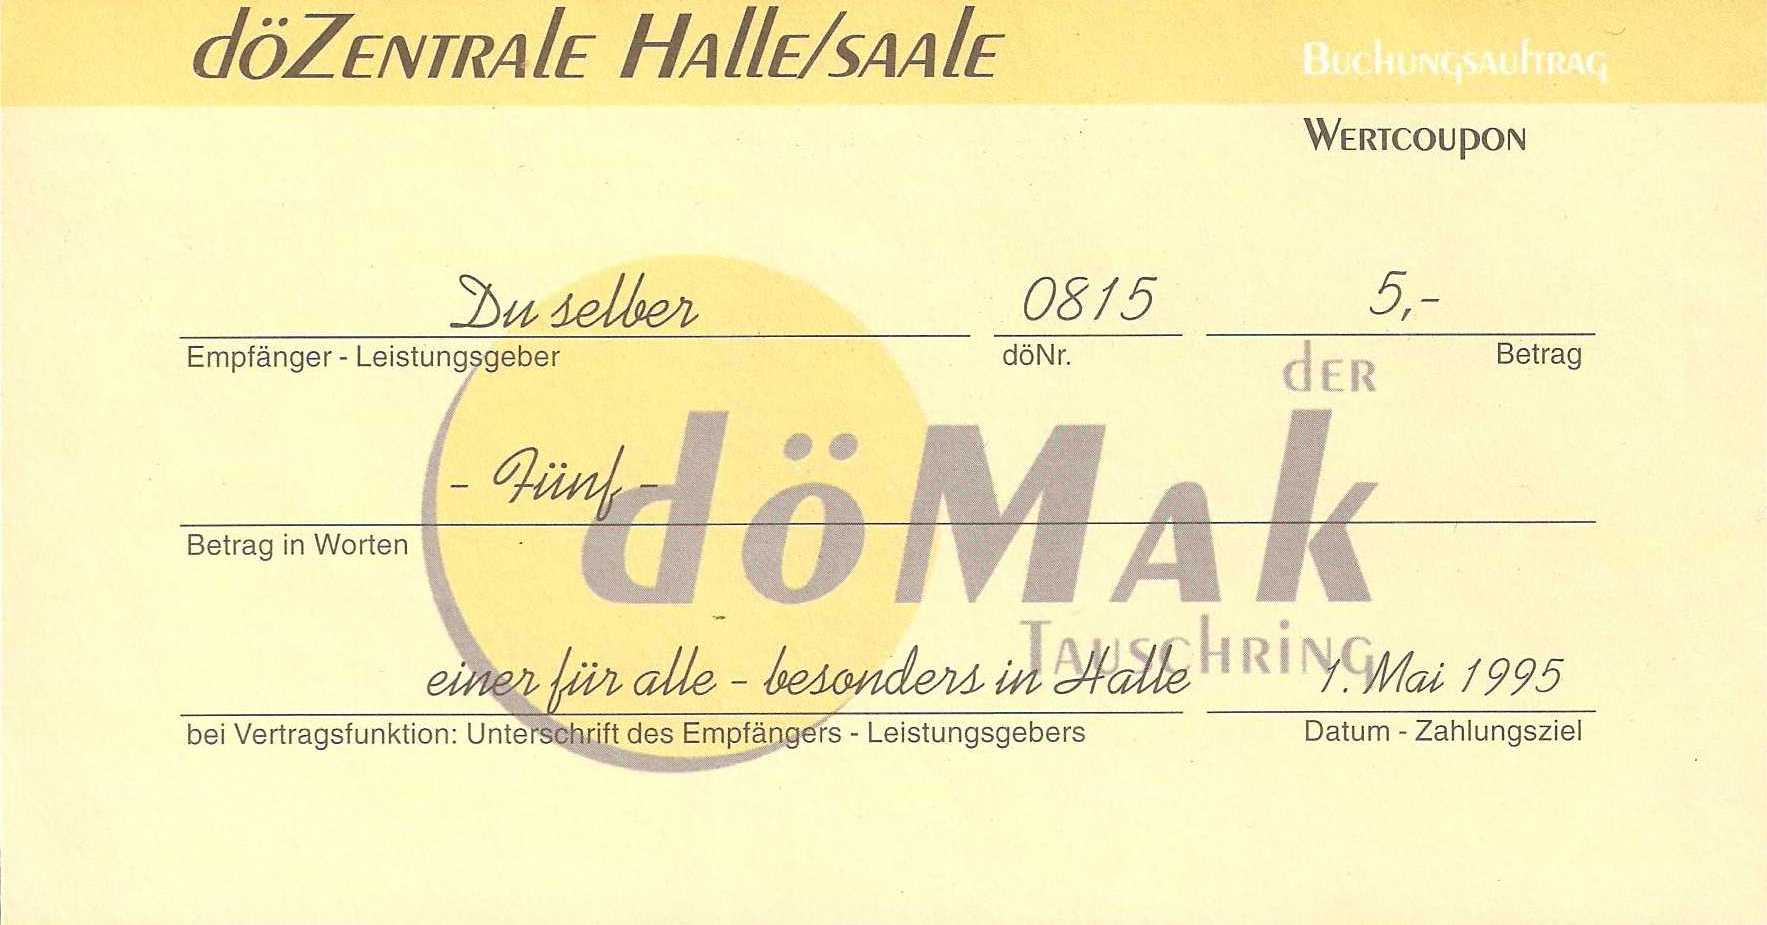 döZentrale Halle/Saale
Buchungsauftrag
Wertcoupon
Du selber 0815 5,-
Empfänger - Leistungsgeber döNr. Betrag
der
döMak
- Fünf -
Betrag in Worten
Tauschring
einer für alle - besonders in Halle 1. Mai 1995
bei Vertragsfunktion: Unterschrift des Empfängers - Leistungsgebers Datum - Zahlungsziel